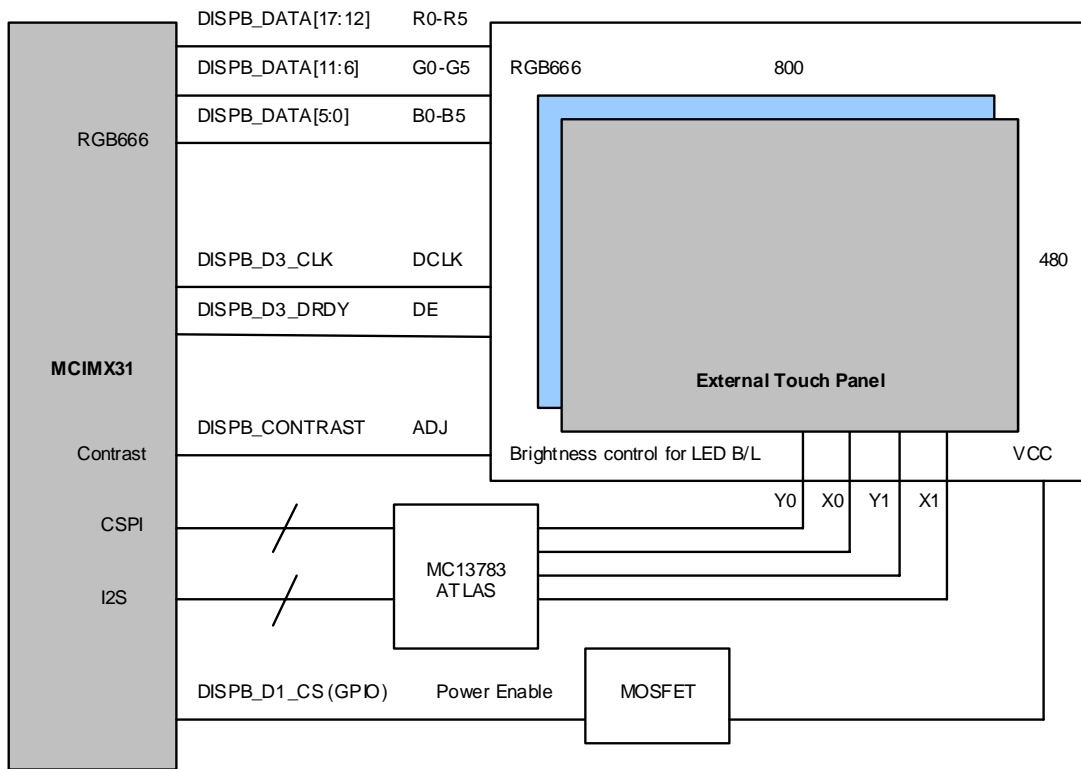 DISPB_DATA[17:12] R0-R5
DISPB_DATA[11:6] G0-G5
RGB666 800
DISPB_DATA[5:0] B0-B5
RGB666
DISPB_D3_CLK DCLK
480
DISPB_D3_DRDY DE
MCIMX31
External Touch Panel
DISPB_CONTRAST ADJ
Contrast
Brightness control for LED B/L
VCC
Y0 X0 Y1 X1
CSPI
MC13783
ATLAS
I2S
DISPB_D1_CS (GPIO) Power Enable
MOSFET